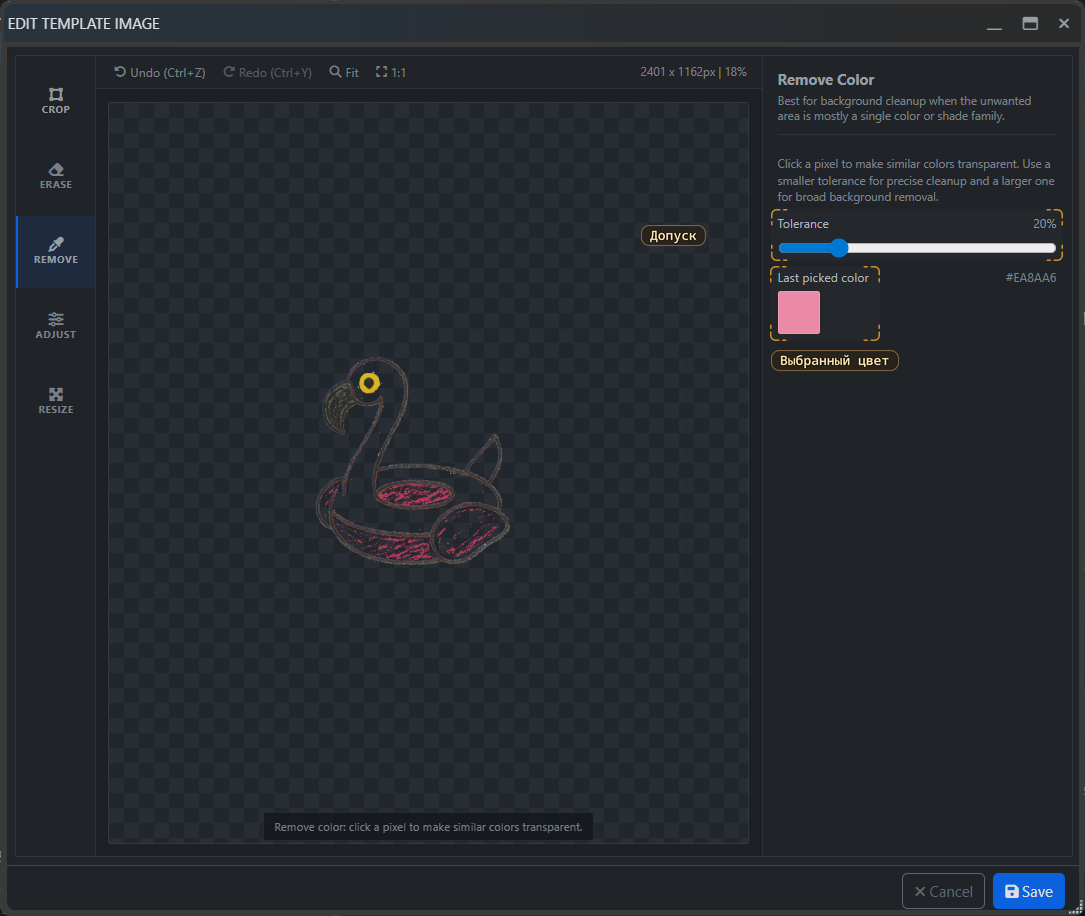 EDIT TEMPLATE IMAGE
CROP
ERASE
REMOVE
ADJUST
RESIZE
Undo (Ctrl+Z) Redo (Ctrl+Y) Fit 1:1 2401 x 1162px | 18%
Remove color: click a pixel to make similar colors transparent.
Remove Color
Best for background cleanup when the unwanted
area is mostly a single color or shade family.
Click a pixel to make similar colors transparent. Use a
smaller tolerance for precise cleanup and a larger one
for broad background removal.
Допуск
Tolerance 20%
Last picked color #EA8AA6
Выбранный цвет
Cancel Save